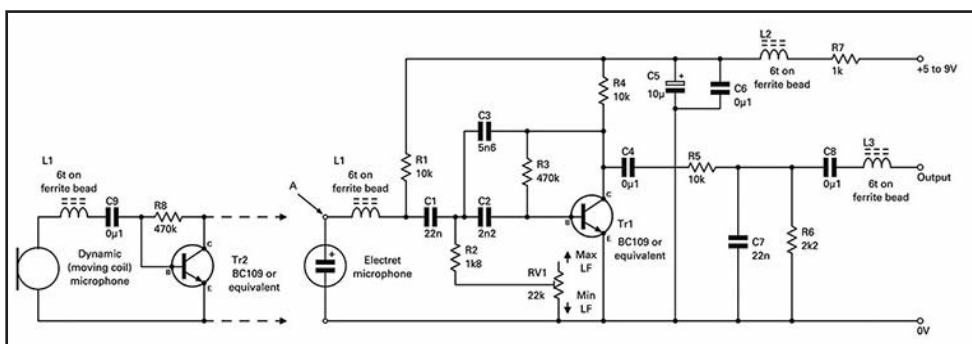 L2
6t on
ferrite bead
R7
1k
+5 to 9V
R4
10k
C5
+
10µ
C6
0µ1
C3
5n6
L1
6t on
ferrite bead
C9
0µ1
R8
470k
A
L1
6t on
ferrite bead
R1
10k
C1
22n
C2
2n2
R3
470k
C4
0µ1
R5
10k
C8
0µ1
L3
6t on
ferrite bead
Output
Dynamic
(moving coil)
microphone
B
C
E
Tr2
BC109 or
equivalent
+
Electret
microphone
R2
1k8
RV1
22k
Max
LF
Min
LF
B
C
E
Tr1
BC109 or
equivalent
C7
22n
R6
2k2
0V